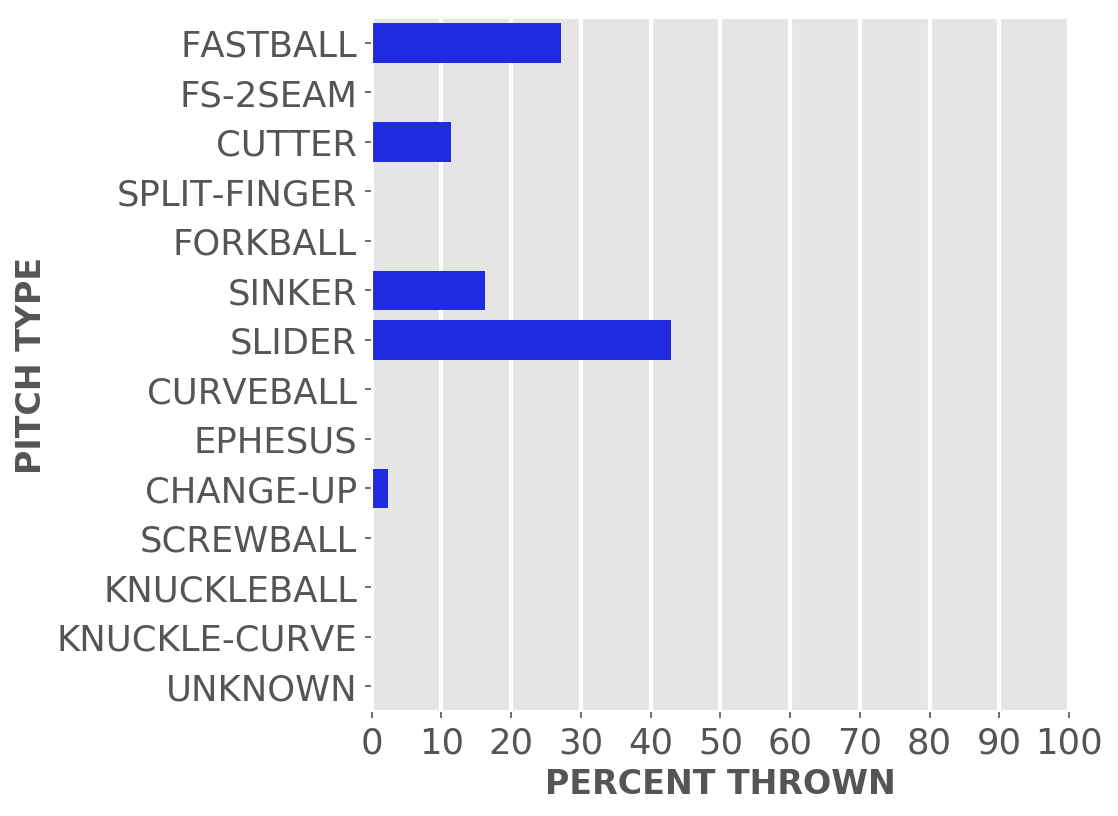 FASTBALL
FS-2SEAM
CUTTER
SPLIT-FINGER
FORKBALL
SINKER
SLIDER
CURVEBALL
EPHESUS
CHANGE-UP
SCREWBALL
KNUCKLEBALL
KNUCKLE-CURVE
UNKNOWN
PITCH TYPE
0 10 20 30 40 50 60 70 80 90 100
PERCENT THROWN